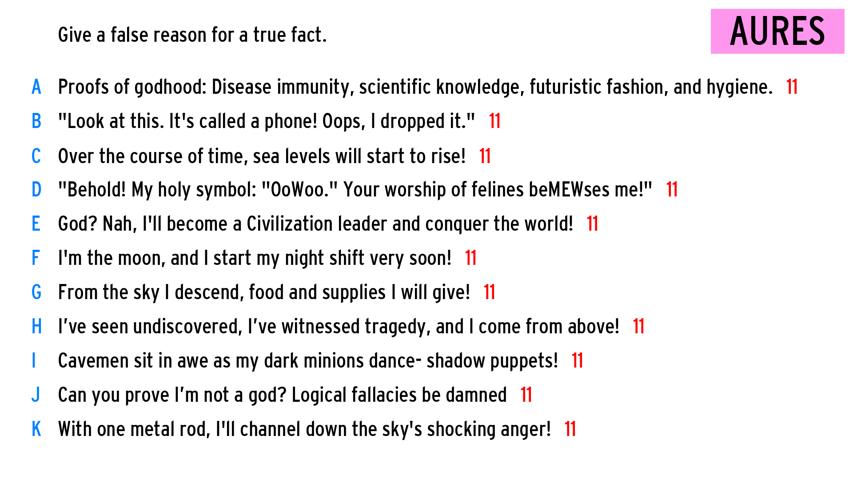 Give a false reason for a true fact.
AURES
A Proofs of godhood: Disease immunity, scientific knowledge, futuristic fashion, and hygiene. 11
B "Look at this. It's called a phone! Oops, I dropped it." 11
C Over the course of time, sea levels will start to rise! 11
D "Behold! My holy symbol: "OoWoo." Your worship of felines beMEWses me!" 11
E God? Nah, I'll become a Civilization leader and conquer the world! 11
F I'm the moon, and I start my night shift very soon! 11
G From the sky I descend, food and supplies I will give! 11
H I’ve seen undiscovered, I’ve witnessed tragedy, and I come from above! 11
I Cavemen sit in awe as my dark minions dance- shadow puppets! 11
J Can you prove I’m not a god? Logical fallacies be damned 11
K With one metal rod, I'll channel down the sky's shocking anger! 11